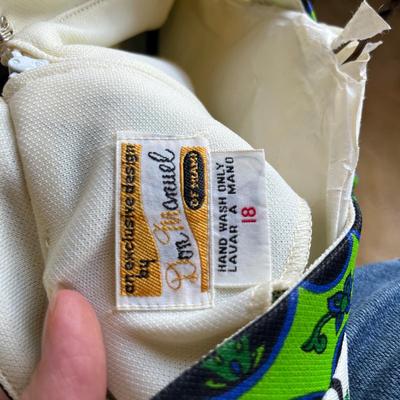 an exclusive design
by
Don Manuel
OF MIAMI
HAND WASH ONLY
LAVAR A MANO
18